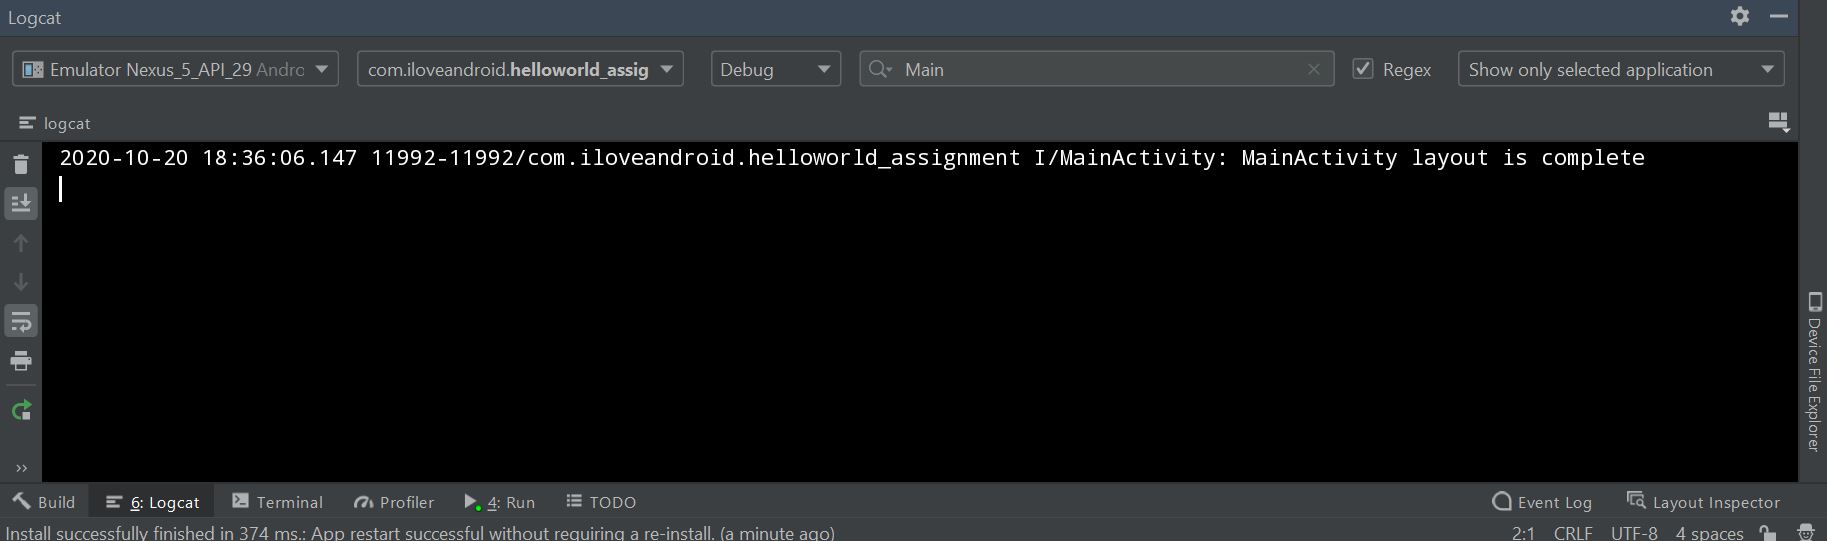 Logcat
Emulator Nexus_5_API_29 Andro com.iloveandroid.helloworld_assig Debug Main Regex Show only selected application
logcat
2020-10-20 18:36:06.147 11992-11992/com.iloveandroid.helloworld_assignment I/MainActivity: MainActivity layout is complete
Device File Explorer
Build 6: Logcat Terminal Profiler 4: Run TODO Event Log Layout Inspector
Install successfully finished in 374 ms.: App restart successful without requiring a re-install. (a minute ago) 2:1 CRLF UTF-8 4 spaces